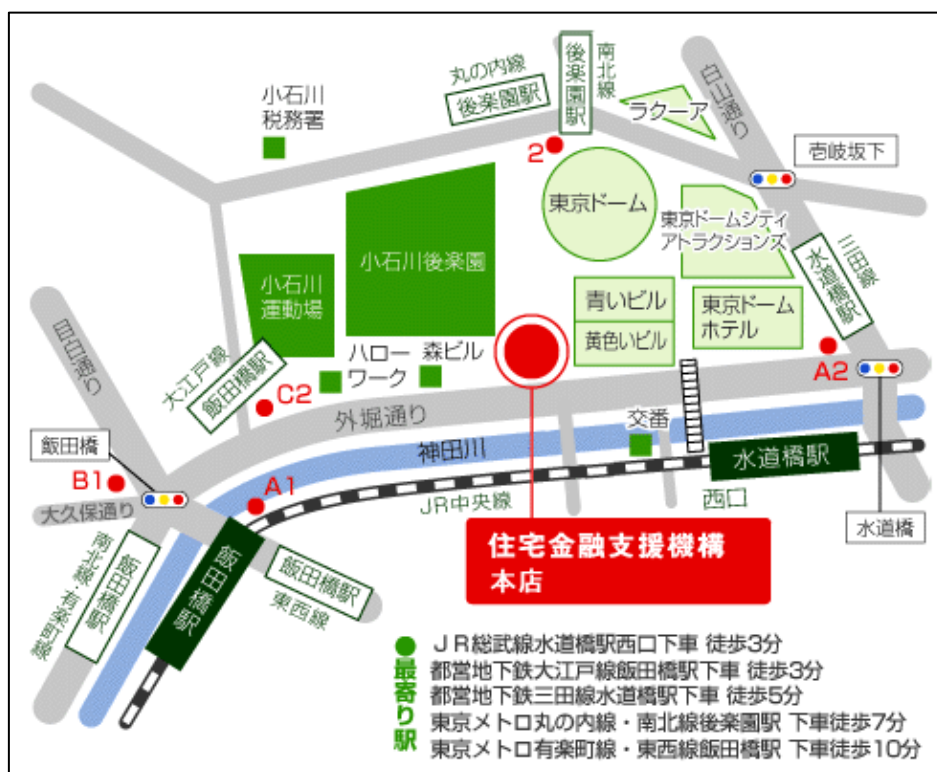 丸の内線
後楽園駅
後楽園駅
南北線
白山通り
ラクーア
小石川
税務署
2
壱岐坂下
東京ドーム
東京ドームシティ
アトラクションズ
小石川後楽園
三田線
水道橋駅
小石川
運動場
青いビル
東京ドーム
ホテル
黄色いビル
目白通り
大江戸線
飯田橋駅
ハロー
ワーク
森ビル
A2
C2
外堀通り
交番
飯田橋
神田川
水道橋駅
B1
A1
大久保通り
JR中央線
西口
水道橋
南北線・有楽町線
飯田橋駅
飯田橋駅
飯田橋駅
東西線
住宅金融支援機構
本店
●最寄り駅
JR総武線水道橋駅西口下車 徒歩3分
都営地下鉄大江戸線飯田橋駅下車 徒歩3分
都営地下鉄三田線水道橋駅下車 徒歩5分
東京メトロ丸の内線・南北線後楽園駅 下車徒歩7分
東京メトロ有楽町線・東西線飯田橋駅 下車徒歩10分